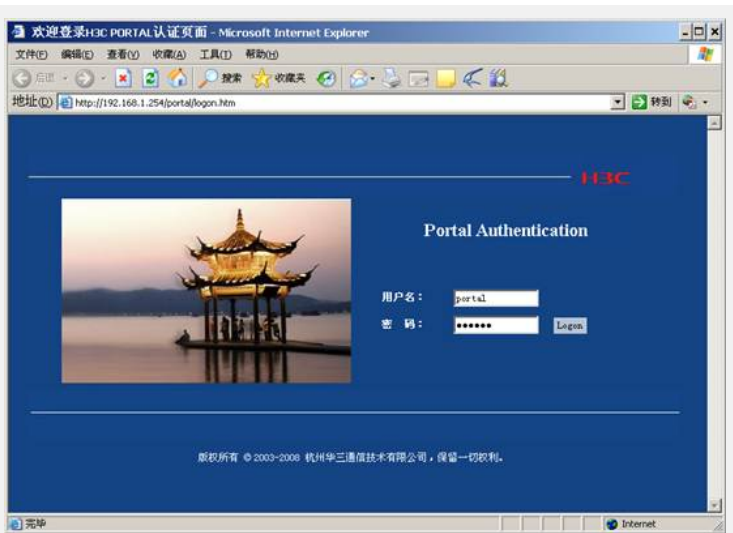 欢迎登录H3C PORTAL认证页面 - Microsoft Internet Explorer
文件(F) 编辑(E) 查看(V) 收藏(A) 工具(T) 帮助(H)
后退 搜索 收藏夹
地址(D) http://192.168.1.254/portal/logon.htm 转到
H3C
Portal Authentication
用户名： portal
密 码： ●●●●●● Logon
版权所有 © 2003-2008 杭州华三通信技术有限公司，保留一切权利。
完毕 Internet